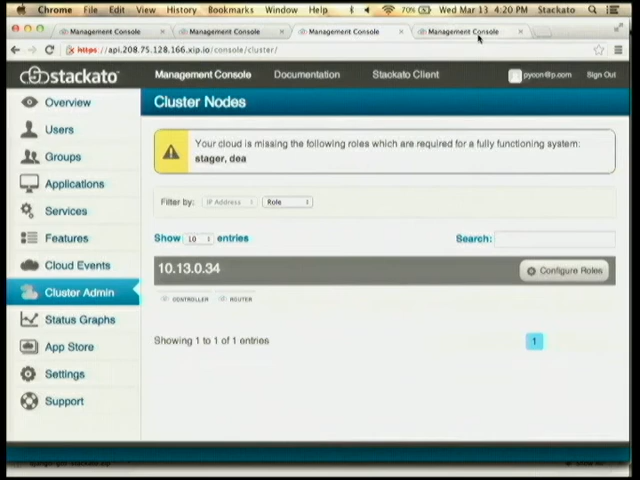 Chrome File Edit View History Bookmarks Window Help 70% Wed Mar 13 4:20 PM Stackato
Management Console Management Console Management Console Management Console
https://api.208.75.128.166.xip.io/console/cluster/
stackato Management Console Documentation Stackato Client pycon@p.com Sign Out
Overview
Users
Groups
Applications
Services
Features
Cloud Events
Cluster Admin
Status Graphs
App Store
Settings
Support
Cluster Nodes
Your cloud is missing the following roles which are required for a fully functioning system:
stager, dea
Filter by: IP Address Role
Show 10 entries Search:
10.13.0.34 Configure Roles
CONTROLLER ROUTER
Showing 1 to 1 of 1 entries 1